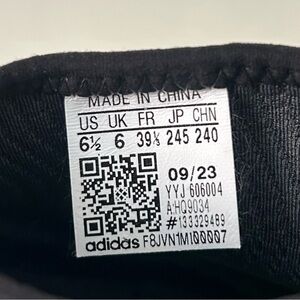 MADE IN CHINA
US UK FR JP CHN
6½ 6 39⅓ 245 240
09/23
YYJ 606004
A:HQ9034
#133329489
adidas F8JVN1M100007